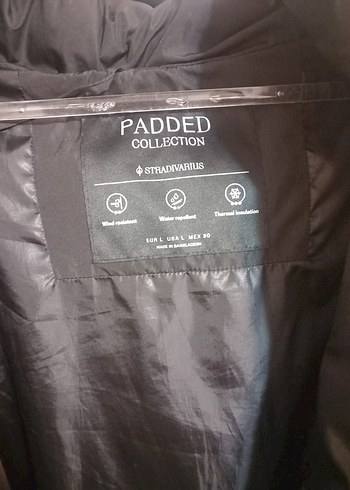 PADDED
COLLECTION
STRADIVARIUS
Wind resistant
Water repellent
Thermal insulation
EUR L USA L MEX 30
MADE IN BANGLADESH